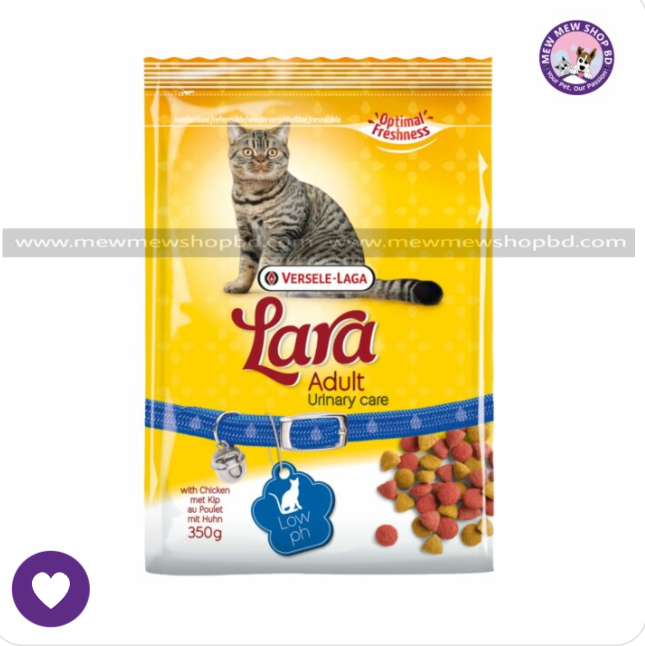 MEW MEW SHOP BD
Your Pet, Our Passion
Optimal
Freshness
www.mewmewshopbd.com www.mewmewshopbd.com
VERSELE-LAGA
Lara
Adult
Urinary care
with Chicken
met Kip
au Poulet
mit Huhn
350g
Low
ph